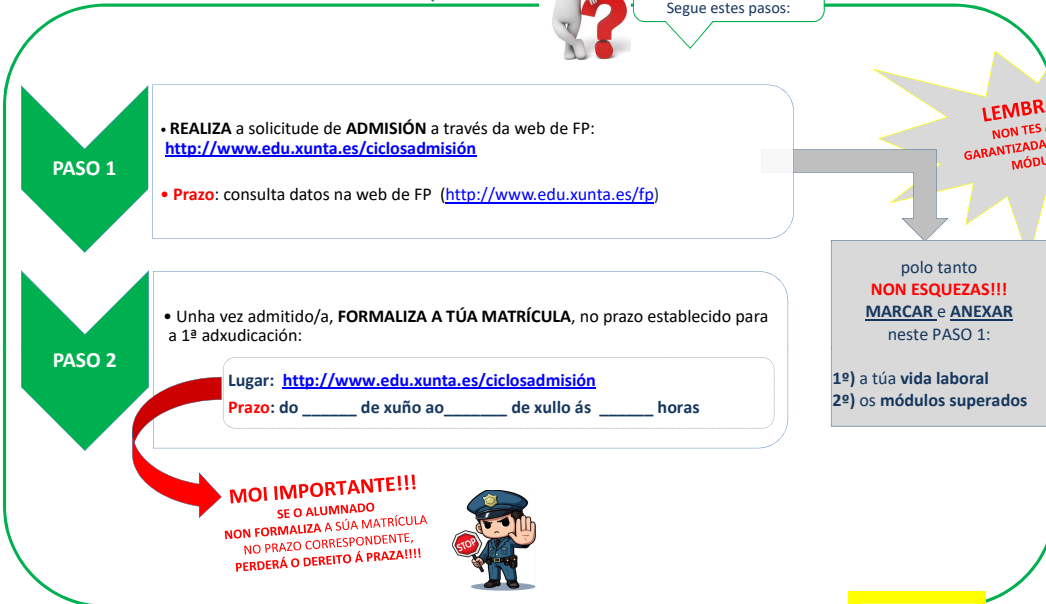 Segue estes pasos:
PASO 1
• REALIZA a solicitude de ADMISIÓN a través da web de FP:
http://www.edu.xunta.es/ciclosadmisión
• Prazo: consulta datos na web de FP (http://www.edu.xunta.es/fp)
NON TES
polo tanto
NON ESQUEZAS!!!
MARCAR e ANEXAR
neste PASO 1:
1º) a túa vida laboral
2º) os módulos superados
PASO 2
• Unha vez admitido/a, FORMALIZA A TÚA MATRÍCULA, no prazo establecido para
a 1ª adxudicación:
Lugar: http://www.edu.xunta.es/ciclosadmisión
Prazo: do ______ de xuño ao_______ de xullo ás ______ horas
MOI IMPORTANTE!!!
SE O ALUMNADO
NON FORMALIZA A SÚA MATRÍCULA
NO PRAZO CORRESPONDENTE,
PERDERÁ O DEREITO Á PRAZA!!!!
STOP